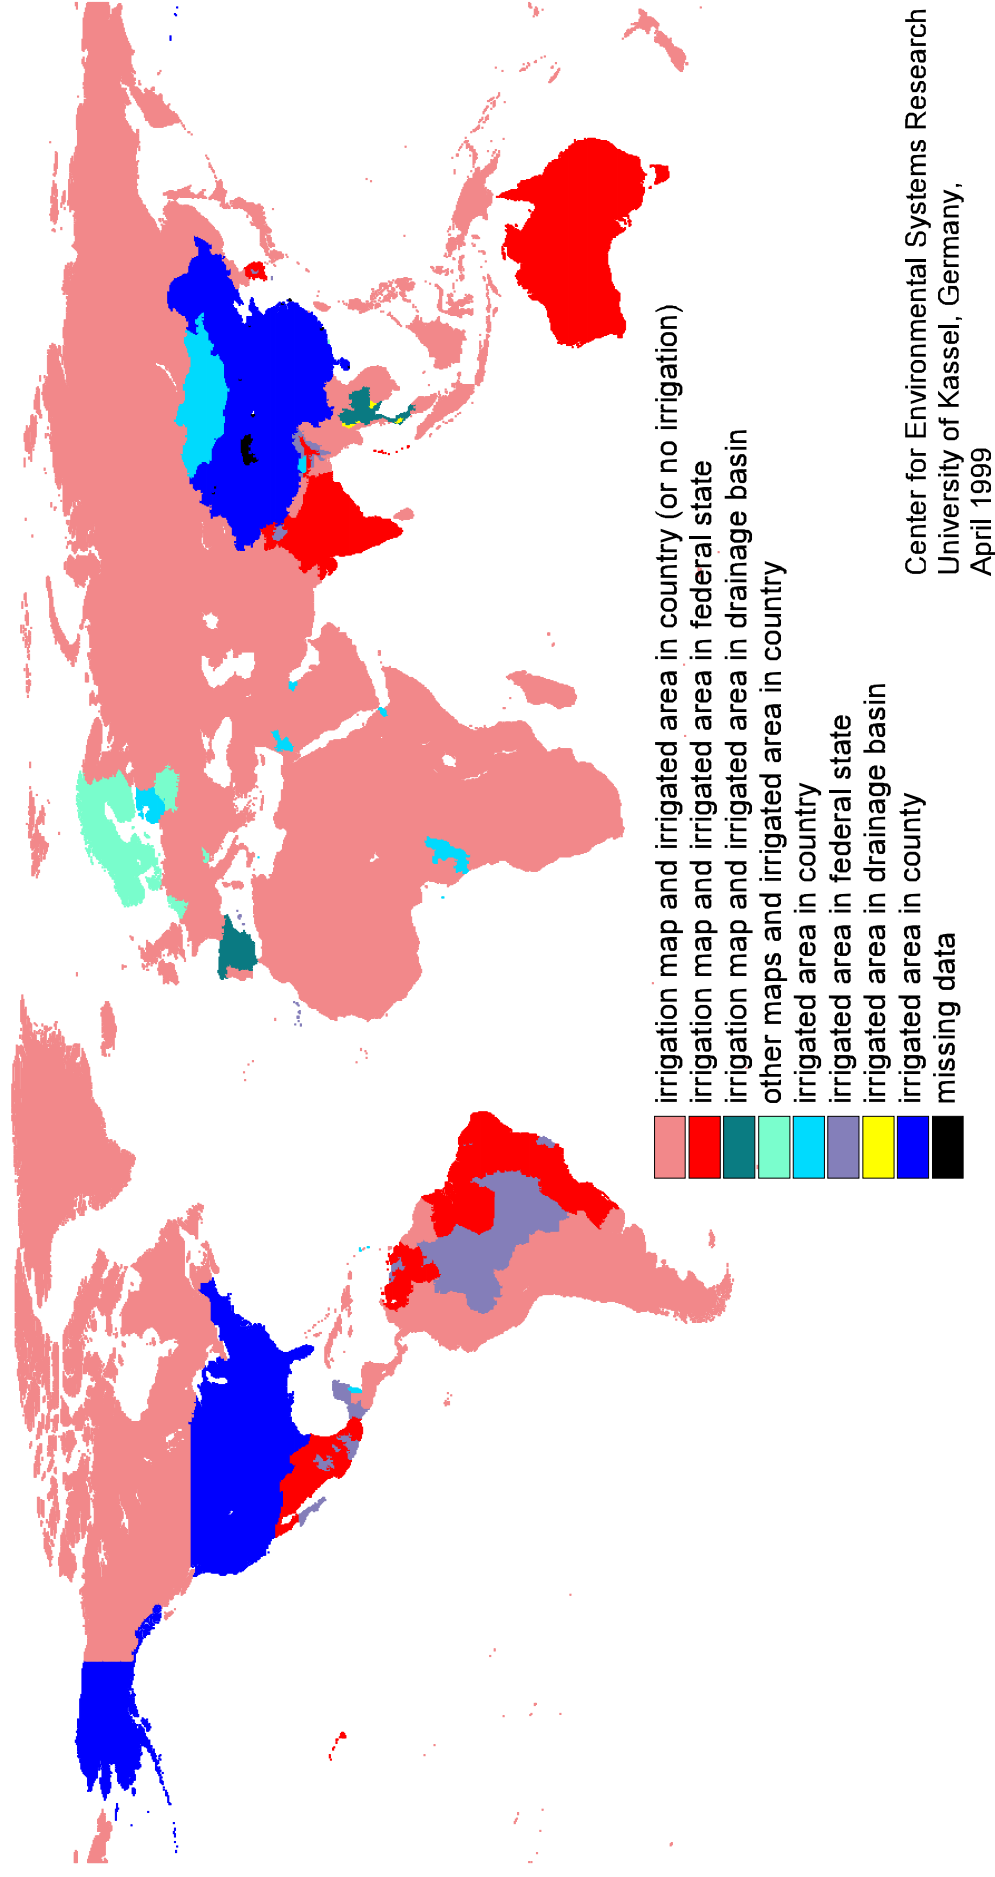 irrigation map and irrigated area in country (or no irrigation)
irrigation map and irrigated area in federal state
irrigation map and irrigated area in drainage basin
other maps and irrigated area in country
irrigated area in country
irrigated area in federal state
irrigated area in drainage basin
irrigated area in county
missing data
Center for Environmental Systems Research
University of Kassel, Germany,
April 1999